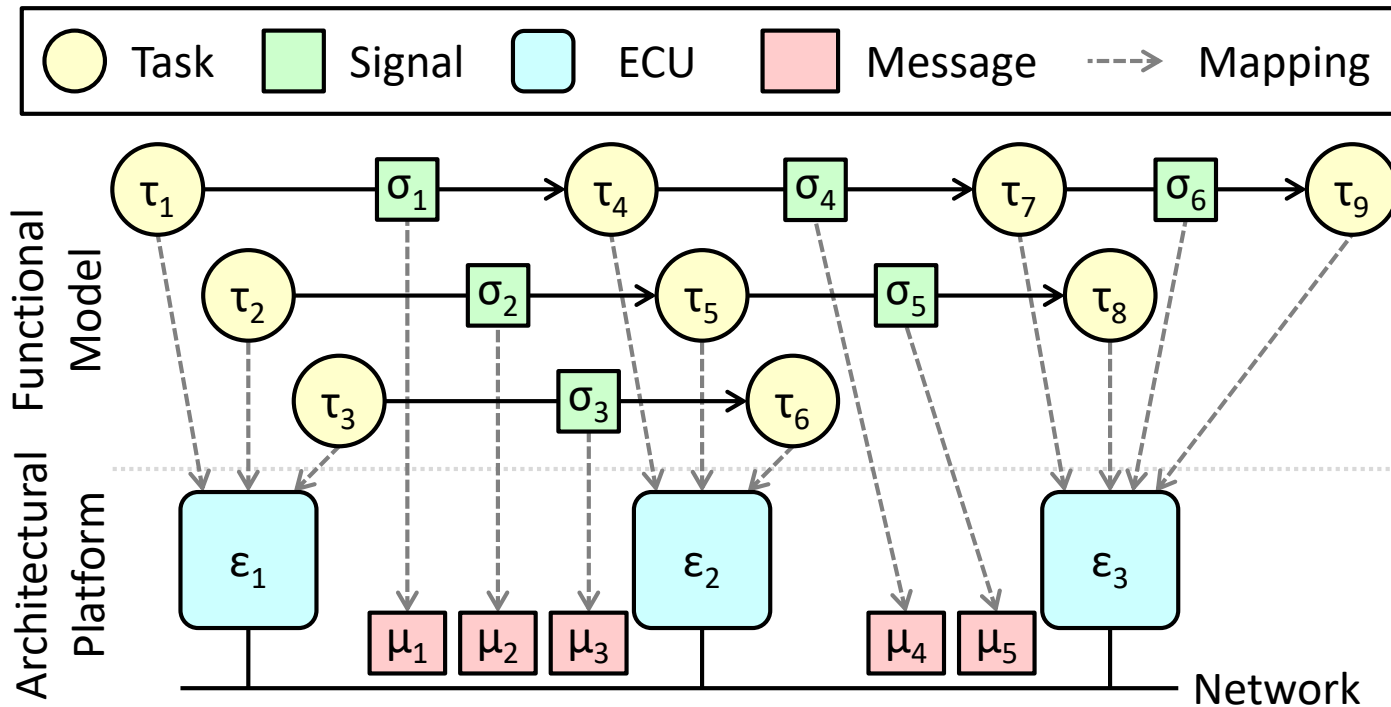 Task Signal ECU Message Mapping
Functional
Model
τ1 σ1 τ4 σ4 τ7 σ6 τ9
τ2 σ2 τ5 σ5 τ8
τ3 σ3 τ6
Architectural
Platform
ε1 ε2 ε3
μ1 μ2 μ3 μ4 μ5
Network